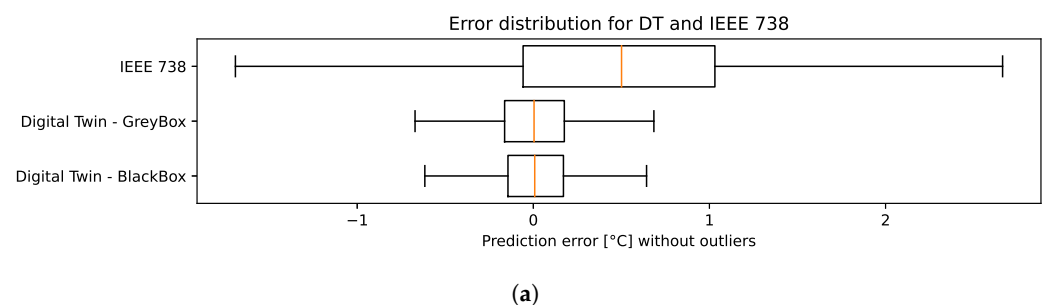 Error distribution for DT and IEEE 738
IEEE 738
Digital Twin - GreyBox
Digital Twin - BlackBox
−1 0 1 2
Prediction error [°C] without outliers
(a)